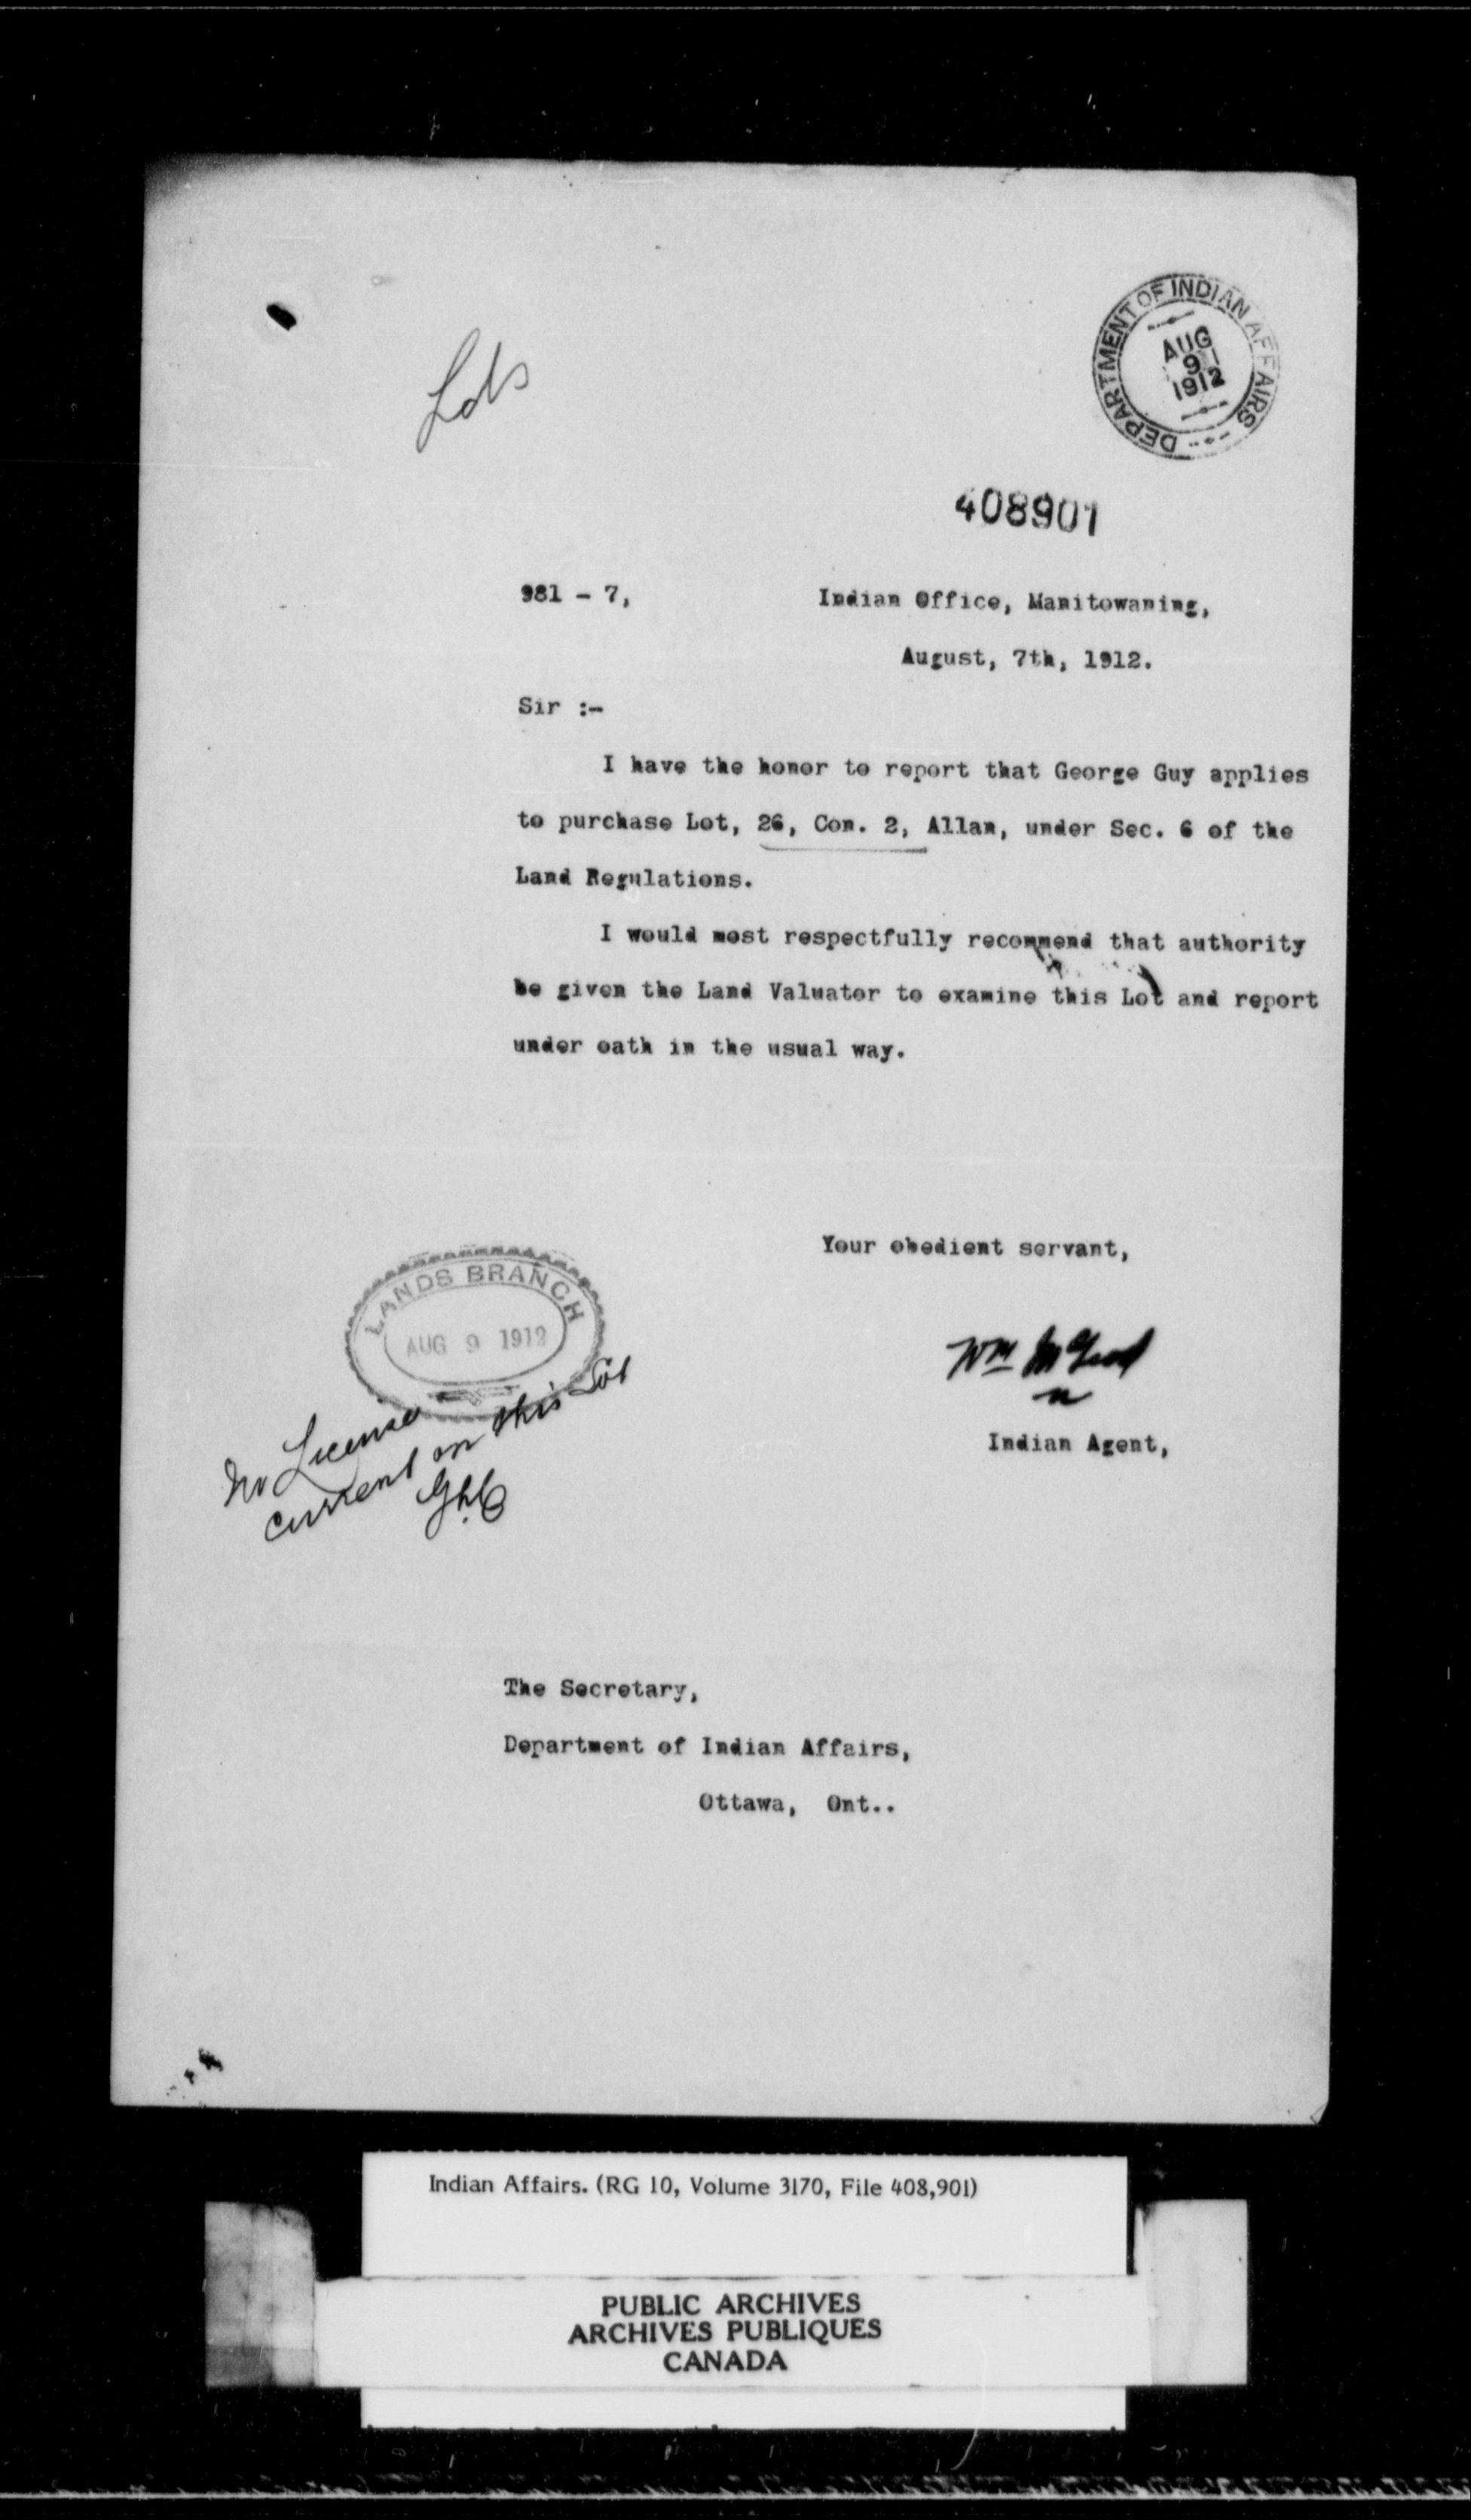 Lds
DEPARTMENT OF INDIAN AFFAIRS
AUG
9
1912
408901
981 - 7,
Indian Office, Manitowaning,
August, 7th, 1912.
Sir :-
I have the honor to report that George Guy applies
to purchase Lot, 26, Con. 2, Allan, under Sec. 6 of the
Land Regulations.
I would most respectfully recommend that authority
be given the Land Valuator to examine this Lot and report
under oath in the usual way.
Your obedient servant,
LANDS BRANCH
AUG 9 1912
Wm
Indian Agent,
No License
current on this Lot
The Secretary,
Department of Indian Affairs,
Ottawa, Ont..
Indian Affairs. (RG 10, Volume 3170, File 408,901)
PUBLIC ARCHIVES
ARCHIVES PUBLIQUES
CANADA